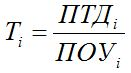 Tᵢ = ПТДᵢ / ПОУᵢ